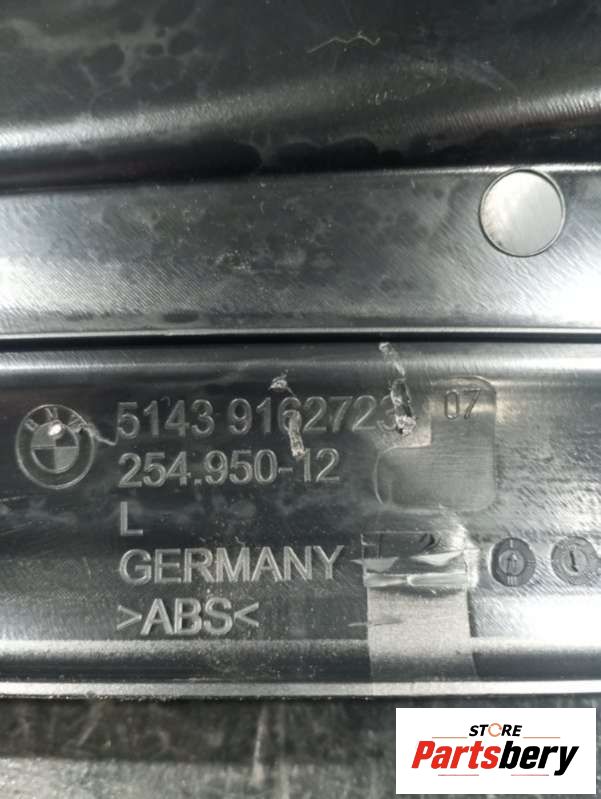 5143 9162723 07
254.950-12
L
GERMANY
>ABS<
STORE
Partsbery